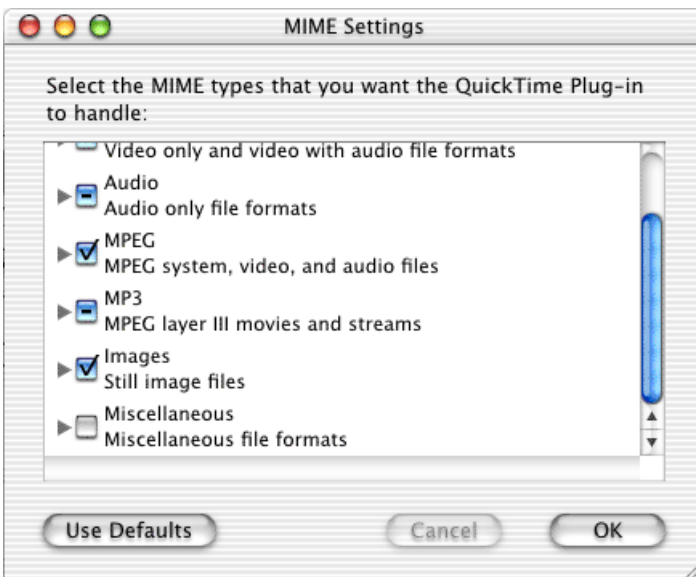 MIME Settings
Select the MIME types that you want the QuickTime Plug-in
to handle:
Video only and video with audio file formats
Audio
Audio only file formats
MPEG
MPEG system, video, and audio files
MP3
MPEG layer III movies and streams
Images
Still image files
Miscellaneous
Miscellaneous file formats
Use Defaults
Cancel
OK